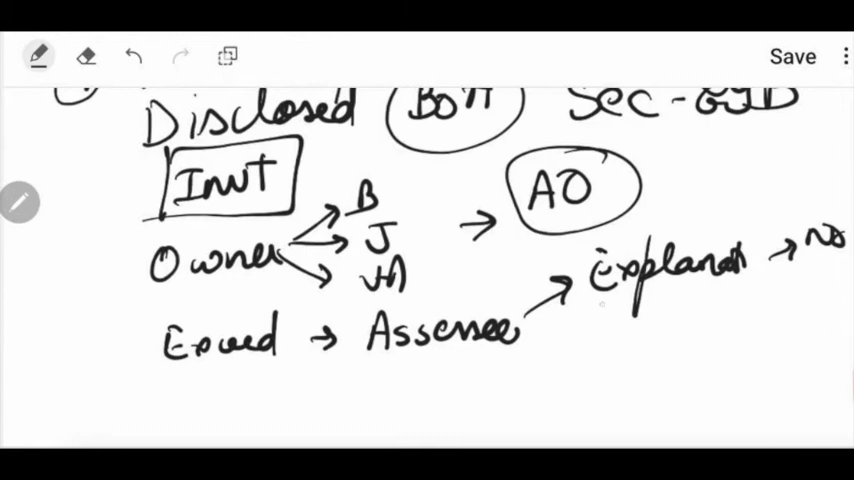 Save
Disclosed BOA Sec-69B
Invt
Owner → B
→ J
→ VA
→ AO
Exceed → Assessee → Explanat → No